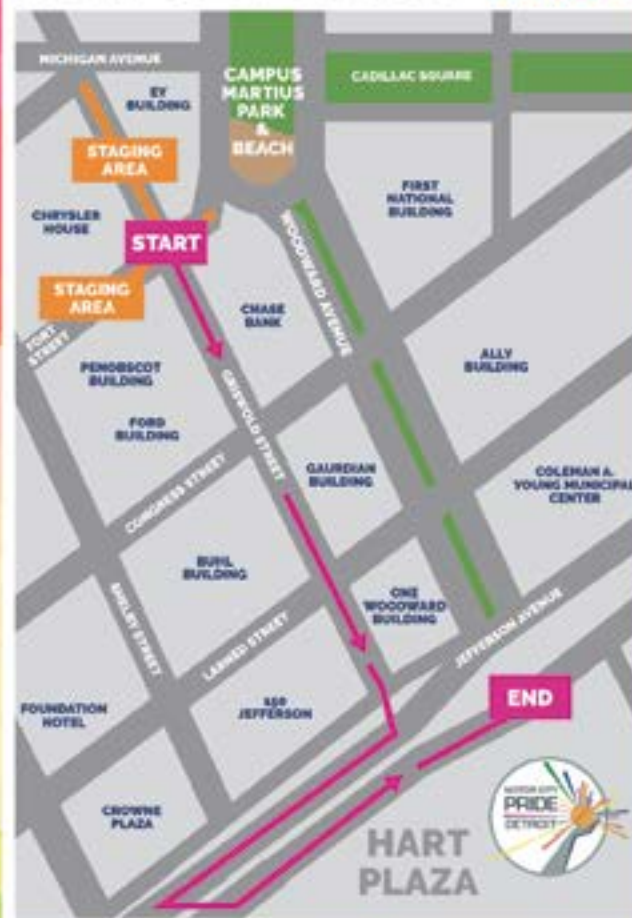 MICHIGAN AVENUE
EY
BUILDING
CAMPUS
MARTIUS
PARK
&
BEACH
CADILLAC SQUARE
STAGING
AREA
CHRYSLER
HOUSE
START
FIRST
NATIONAL
BUILDING
WOODWARD AVENUE
STAGING
AREA
FORT
STREET
CHASE
BANK
PENOBSCOT
BUILDING
ALLY
BUILDING
FORD
BUILDING
GRISWOLD STREET
GAURDIAN
BUILDING
COLEMAN A.
YOUNG MUNICIPAL
CENTER
CONGRESS STREET
BUHL
BUILDING
ONE
WOODWARD
BUILDING
SHELBY STREET
LARNED STREET
JEFFERSON AVENUE
FOUNDATION
HOTEL
150
JEFFERSON
END
CROWNE
PLAZA
MOTOR CITY
PRIDE
DETROIT
HART
PLAZA